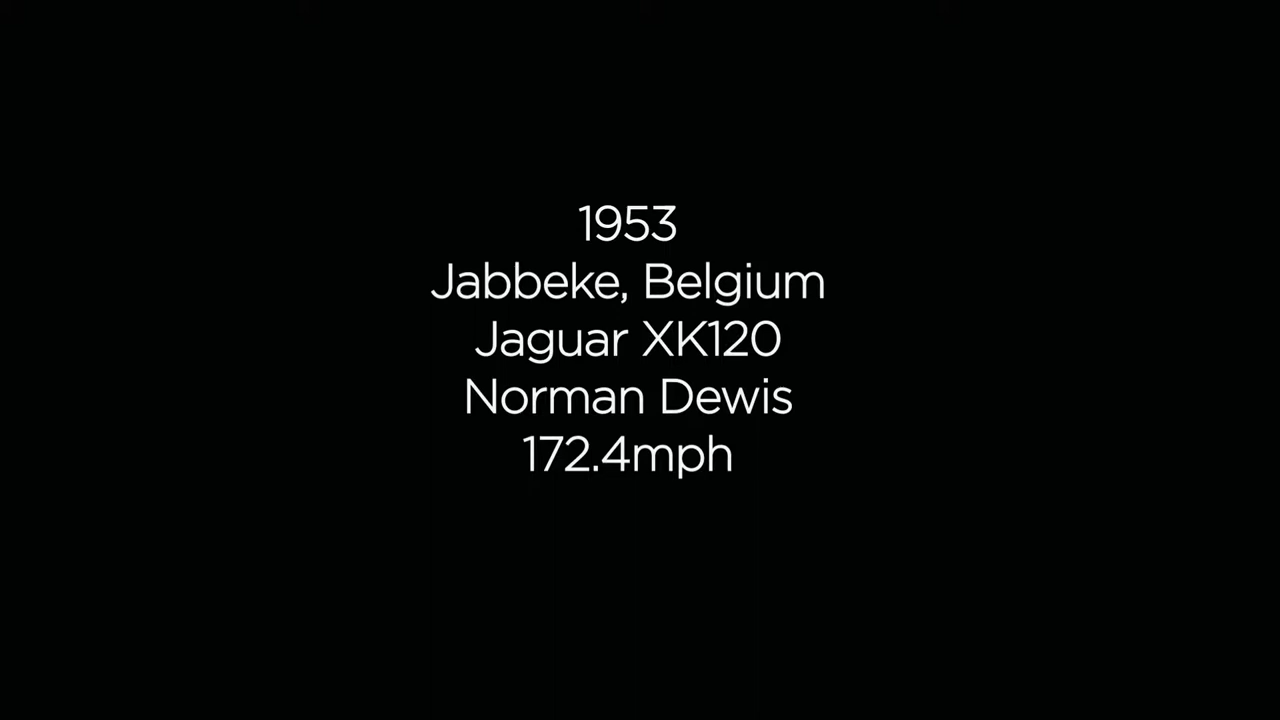 1953
Jabbeke, Belgium
Jaguar XK120
Norman Dewis
172.4mph